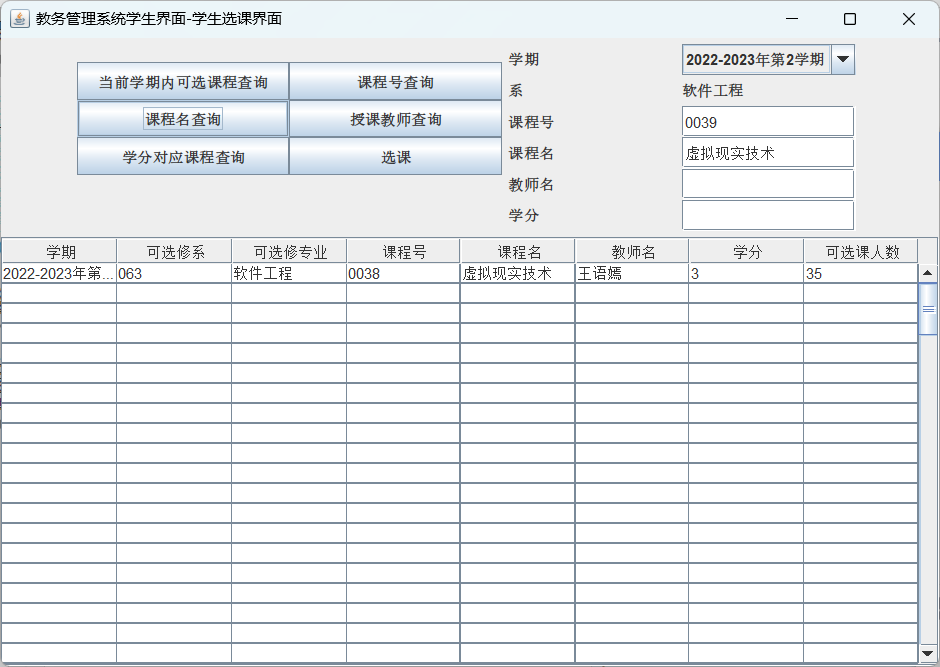 教务管理系统学生界面-学生选课界面
当前学期内可选课程查询 课程号查询
课程名查询 授课教师查询
学分对应课程查询 选课
学期 2022-2023年第2学期
系 软件工程
课程号 0039
课程名 虚拟现实技术
教师名
学分
学期 可选修系 可选修专业 课程号 课程名 教师名 学分 可选课人数
2022-2023年第... 063 软件工程 0038 虚拟现实技术 王语嫣 3 35